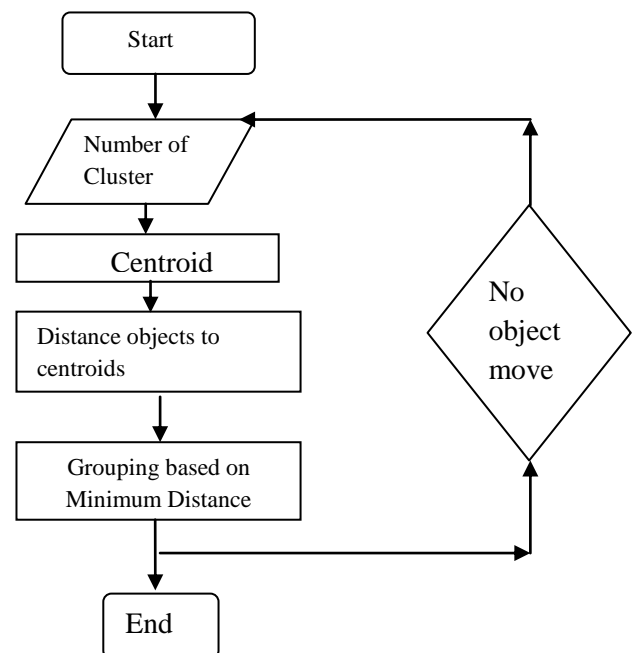 Start
Number of
Cluster
Centroid
Distance objects to
centroids
Grouping based on
Minimum Distance
End
No
object
move